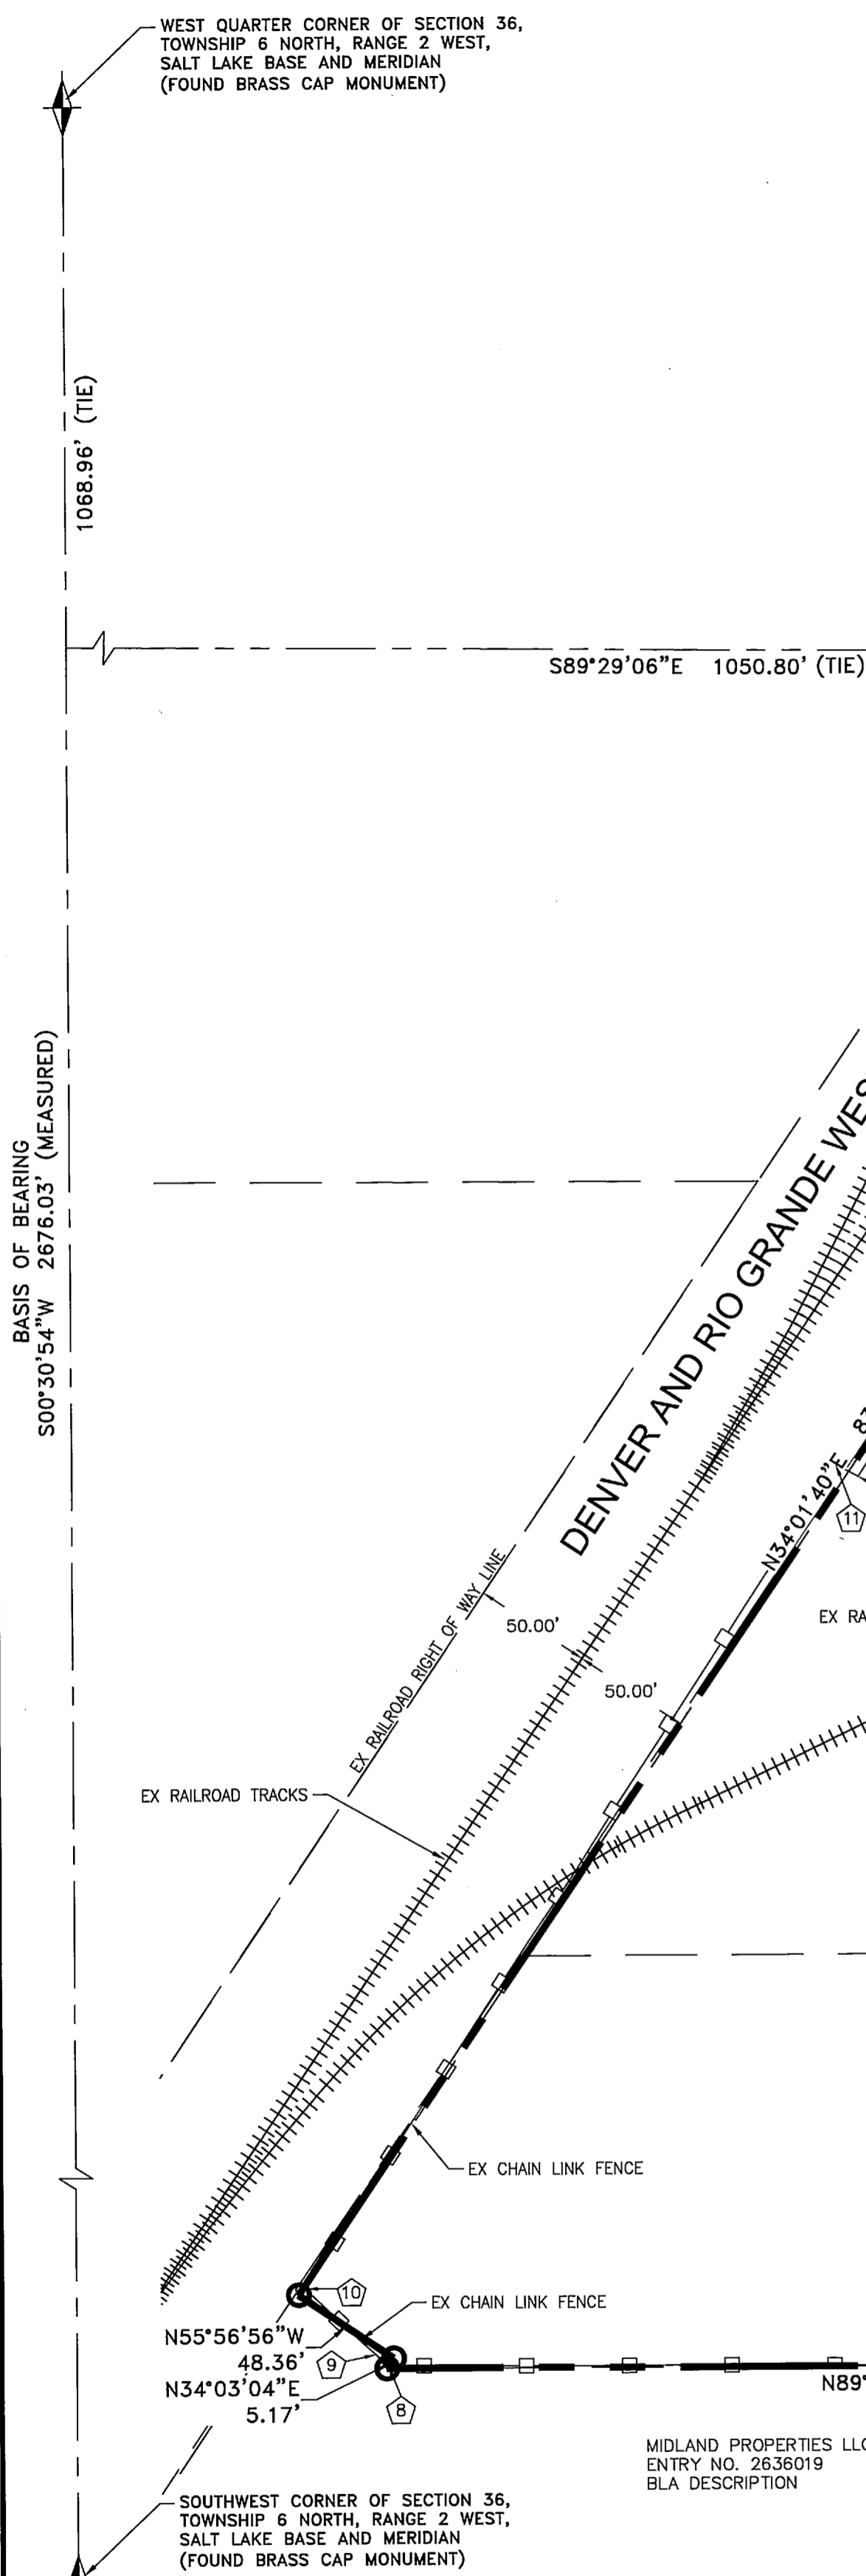 WEST QUARTER CORNER OF SECTION 36,
TOWNSHIP 6 NORTH, RANGE 2 WEST,
SALT LAKE BASE AND MERIDIAN
(FOUND BRASS CAP MONUMENT)
1068.96' (TIE)
S89°29'06"E 1050.80' (TIE)
BASIS OF BEARING
S00°30'54"W 2676.03' (MEASURED)
DENVER AND RIO GRANDE WES
N34°01'40"E
11
EX RAILROAD RIGHT OF WAY LINE
50.00'
50.00'
EX RA
EX RAILROAD TRACKS
EX CHAIN LINK FENCE
10
EX CHAIN LINK FENCE
N55°56'56"W
48.36'
9
N34°03'04"E
5.17'
8
N89°
MIDLAND PROPERTIES LLC
ENTRY NO. 2636019
BLA DESCRIPTION
SOUTHWEST CORNER OF SECTION 36,
TOWNSHIP 6 NORTH, RANGE 2 WEST,
SALT LAKE BASE AND MERIDIAN
(FOUND BRASS CAP MONUMENT)